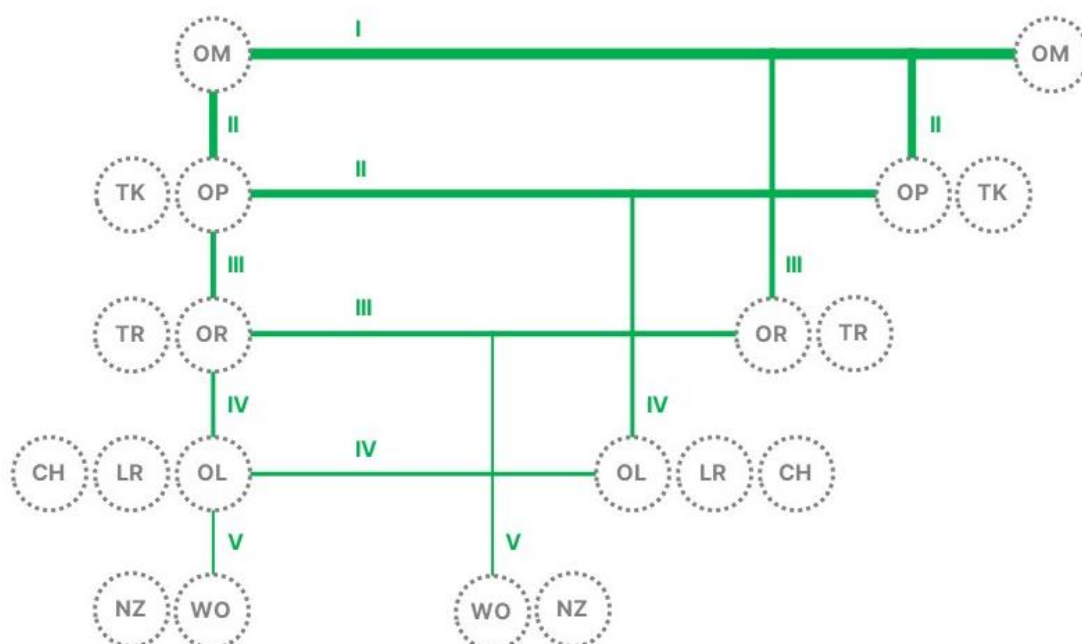 I
OM OM
II II
II
TK OP OP TK
III III
III
TR OR OR TR
IV IV
IV
CH LR OL OL LR CH
V V
NZ WO WO NZ